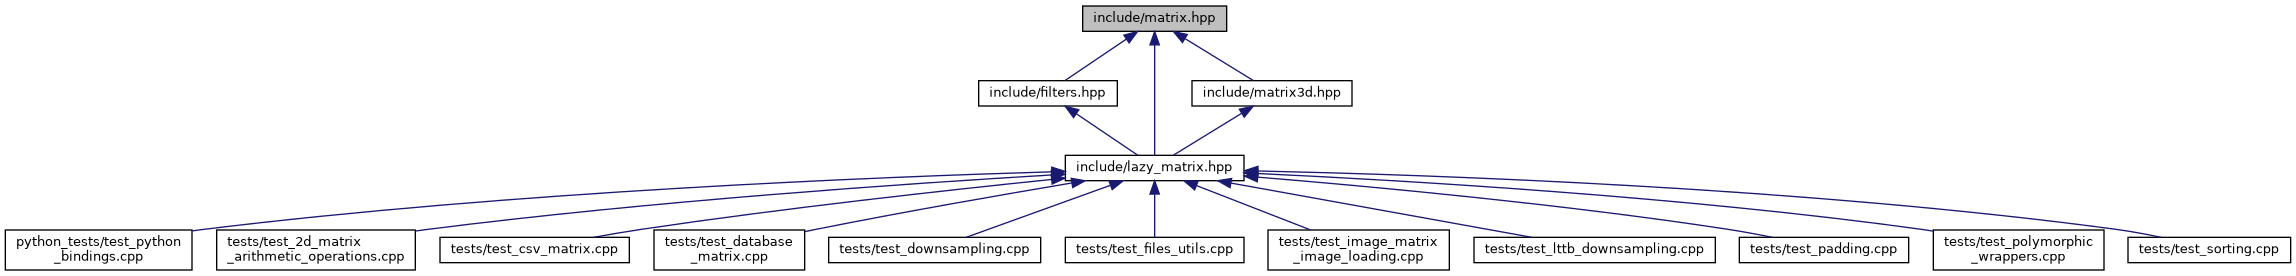 include/matrix.hpp
include/filters.hpp
include/matrix3d.hpp
include/lazy_matrix.hpp
python_tests/test_python
_bindings.cpp
tests/test_2d_matrix
_arithmetic_operations.cpp
tests/test_csv_matrix.cpp
tests/test_database
_matrix.cpp
tests/test_downsampling.cpp
tests/test_files_utils.cpp
tests/test_image_matrix
_image_loading.cpp
tests/test_lttb_downsampling.cpp
tests/test_padding.cpp
tests/test_polymorphic
_wrappers.cpp
tests/test_sorting.cpp